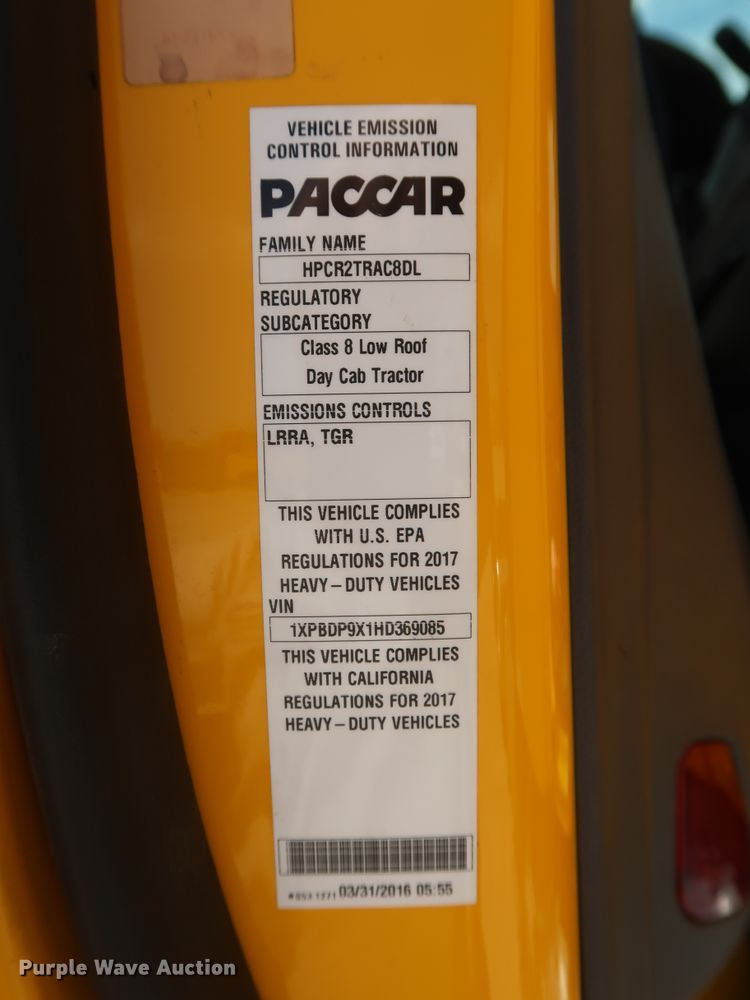 VEHICLE EMISSION
CONTROL INFORMATION
PACCAR
FAMILY NAME
HPCR2TRAC8DL
REGULATORY
SUBCATEGORY
Class 8 Low Roof
Day Cab Tractor
EMISSIONS CONTROLS
LRRA, TGR
THIS VEHICLE COMPLIES
WITH U.S. EPA
REGULATIONS FOR 2017
HEAVY–DUTY VEHICLES
VIN
1XPBDP9X1HD369085
THIS VEHICLE COMPLIES
WITH CALIFORNIA
REGULATIONS FOR 2017
HEAVY–DUTY VEHICLES
03/31/2016 05:55
Purple Wave Auction